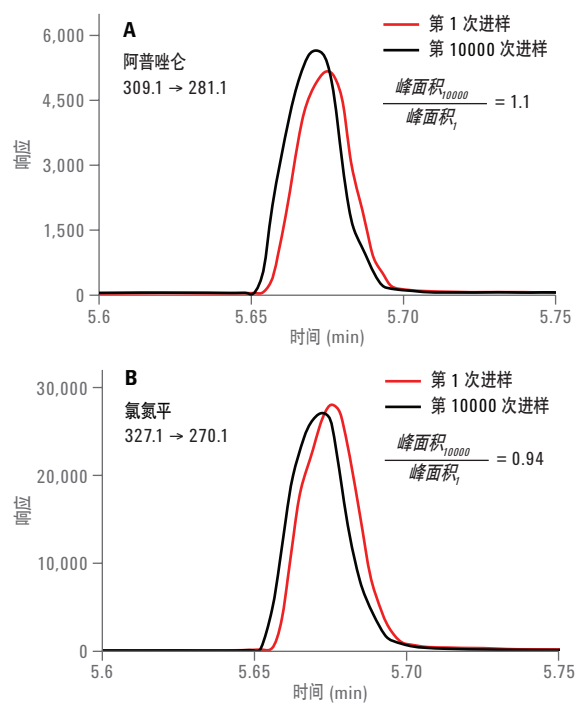 A
阿普唑仑
309.1 → 281.1
第 1 次进样
第 10000 次进样
峰面积10000
峰面积1
= 1.1
6,000
4,500
3,000
1,500
0
响应
5.6
5.65
5.70
5.75
时间 (min)
B
氯氮平
327.1 → 270.1
第 1 次进样
第 10000 次进样
峰面积10000
峰面积1
= 0.94
30,000
20,000
10,000
0
响应
5.6
5.65
5.70
5.75
时间 (min)